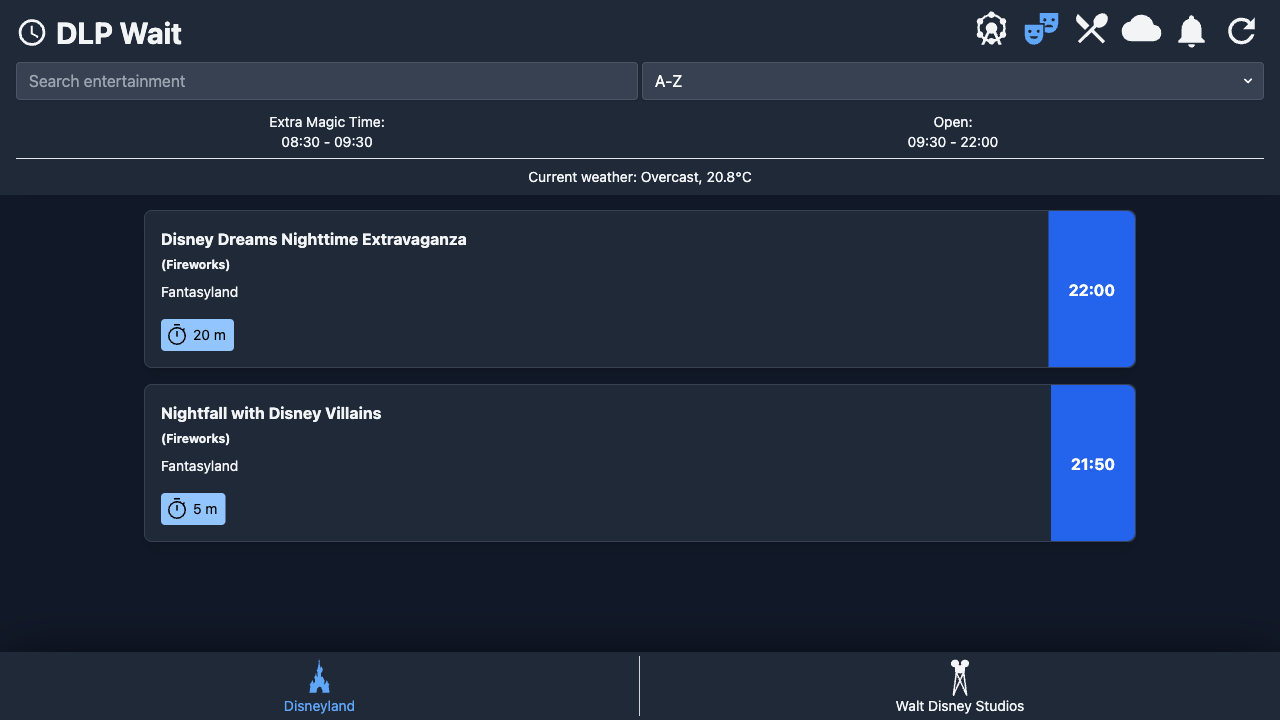 DLP Wait
Search entertainment
A-Z
Extra Magic Time:
08:30 - 09:30
Open:
09:30 - 22:00
Current weather: Overcast, 20.8°C
Disney Dreams Nighttime Extravaganza
(Fireworks)
Fantasyland
20 m
22:00
Nightfall with Disney Villains
(Fireworks)
Fantasyland
5 m
21:50
Disneyland
Walt Disney Studios